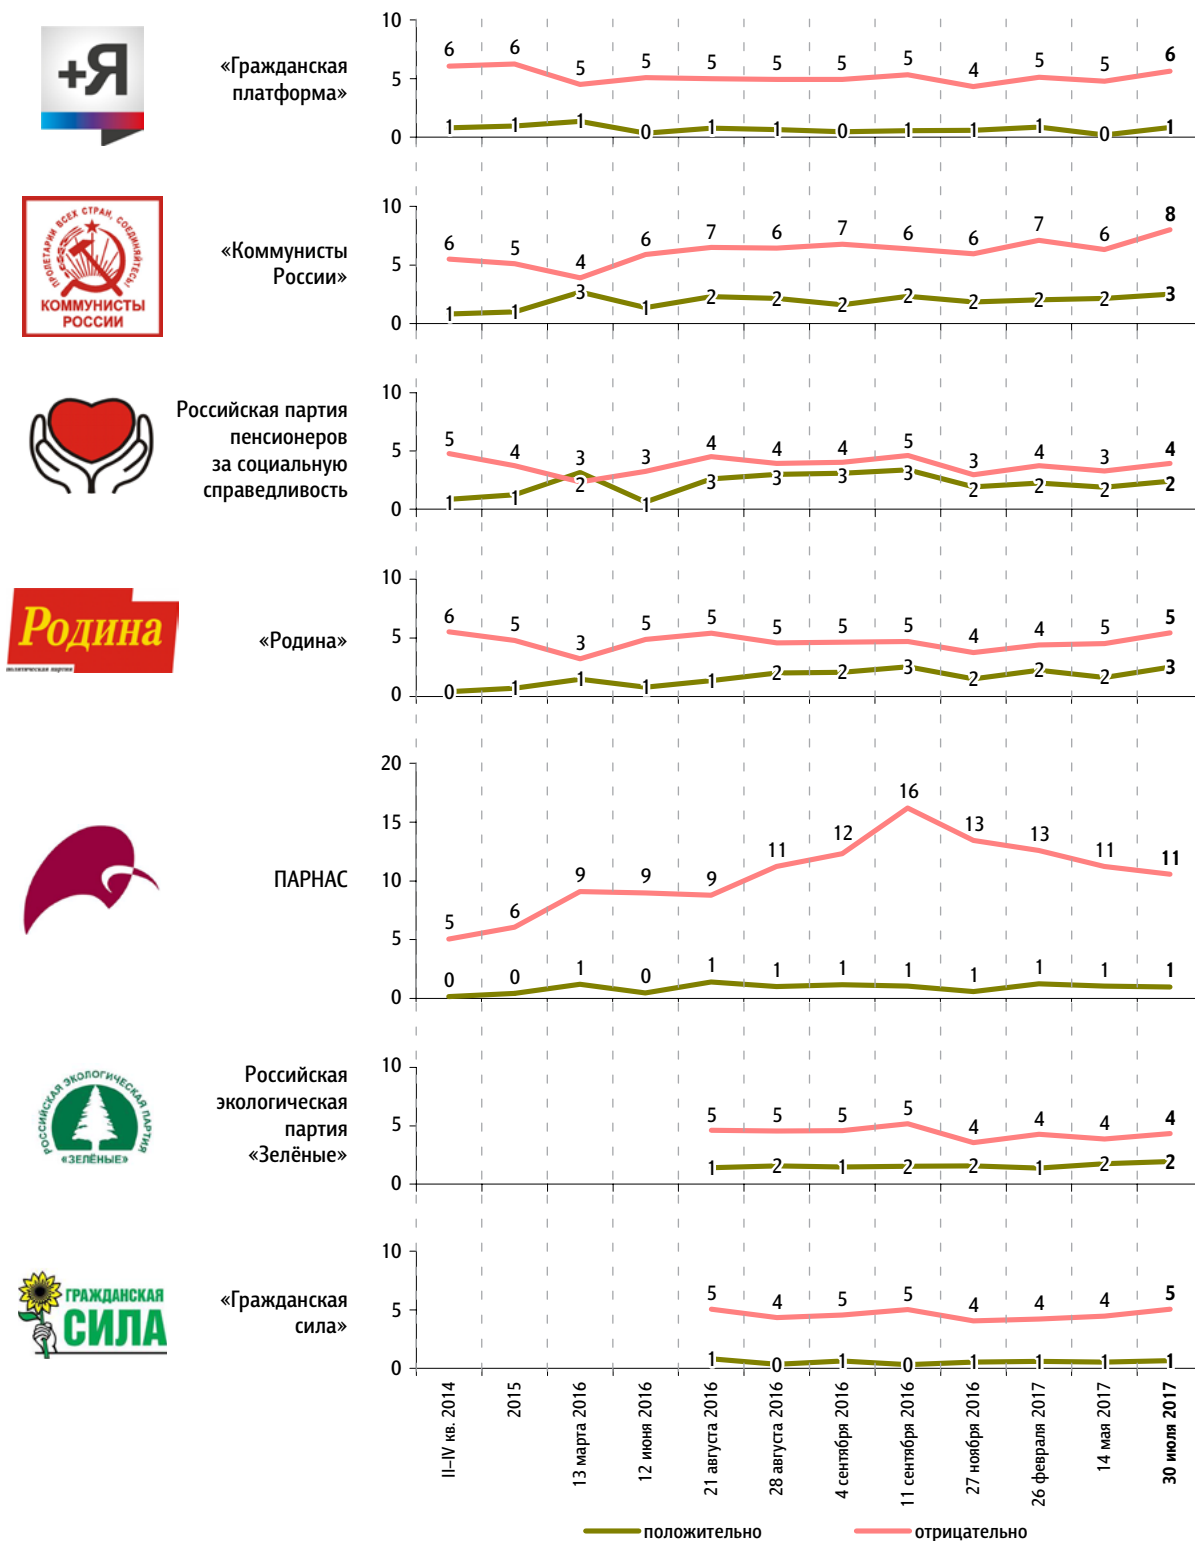 +Я
«Гражданская
платформа»
10
5
0
6 6 5 5 5 5 5 5 4 5 5 6
1 1 1 0 1 1 0 1 1 1 0 1
ПРОЛЕТАРИИ ВСЕХ СТРАН, СОЕДИНЯЙТЕСЬ!
КОММУНИСТЫ
РОССИИ
«Коммунисты
России»
10
5
0
6 5 4 6 7 6 7 6 6 7 6 8
1 1 3 1 2 2 2 2 2 2 2 3
Российская партия
пенсионеров
за социальную
справедливость
10
5
0
5 4 3 3 4 4 4 5 3 4 3 4
1 1 2 1 3 3 3 3 2 2 2 2
Родина
политическая партия
«Родина»
10
5
0
6 5 3 5 5 5 5 5 4 4 5 5
0 1 1 1 1 2 2 3 2 2 2 3
ПАРНАС
20
15
10
5
0
5 6 9 9 9 11 12 16 13 13 11 11
0 0 1 0 1 1 1 1 1 1 1 1
РОССИЙСКАЯ ЭКОЛОГИЧЕСКАЯ ПАРТИЯ
«ЗЕЛЁНЫЕ»
Российская
экологическая
партия
«Зелёные»
10
5
0
5 5 5 5 4 4 4 4
1 2 1 2 2 1 2 2
ГРАЖДАНСКАЯ
СИЛА
«Гражданская
сила»
10
5
0
5 4 5 5 4 4 4 5
1 0 1 0 1 1 1 1
II–IV кв. 2014
2015
13 марта 2016
12 июня 2016
21 августа 2016
28 августа 2016
4 сентября 2016
11 сентября 2016
27 ноября 2016
26 февраля 2017
14 мая 2017
30 июля 2017
положительно
отрицательно